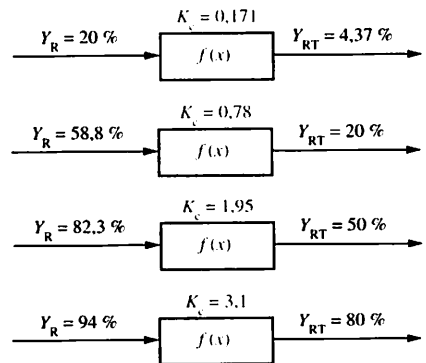 K_c = 0,171
Y_R = 20 % f(x) Y_RT = 4,37 %
K_c = 0,78
Y_R = 58,8 % f(x) Y_RT = 20 %
K_c = 1,95
Y_R = 82,3 % f(x) Y_RT = 50 %
K_c = 3,1
Y_R = 94 % f(x) Y_RT = 80 %